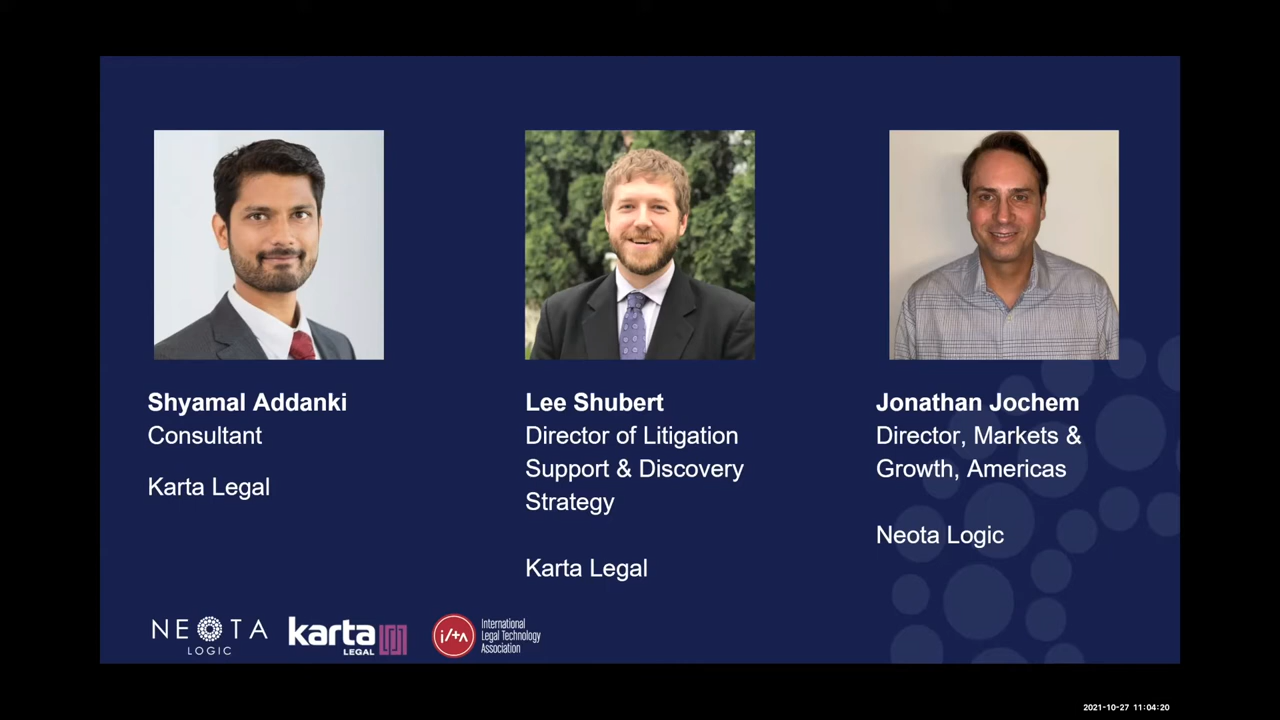 Shyamal Addanki
Consultant
Karta Legal
Lee Shubert
Director of Litigation
Support & Discovery
Strategy
Karta Legal
Jonathan Jochem
Director, Markets &
Growth, Americas
Neota Logic
NEOTA
LOGIC
karta
LEGAL
ilta
International
Legal Technology
Association
2021-10-27 11:04:20